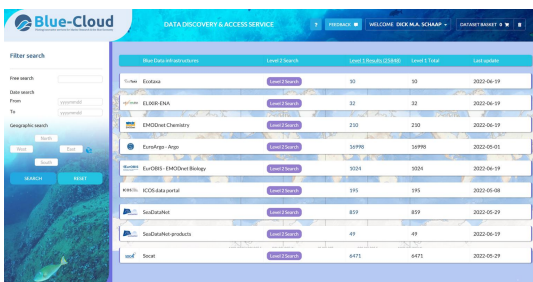 Blue-Cloud
DATA DISCOVERY & ACCESS SERVICE
?
FEEDBACK
WELCOME DICK M.A. SCHAAP
DATASET BASKET 0
Filter search
Free search
Date search
From
yyyymmdd
To
yyyymmdd
Geographic search
North
West
East
South
SEARCH
RESET
Blue-Data infrastructures Level 2 Search Level 1 Results (25848) Level 1 Total Last update
Ecotaxa Level 2 Search 10 10 2022-06-19
ELIXIR-ENA Level 2 Search 32 32 2022-06-19
EMODnet Chemistry Level 2 Search 210 210 2022-06-19
EuroArgo - Argo Level 2 Search 16998 16998 2022-05-01
EurOBIS - EMODnet Biology Level 2 Search 1024 1024 2022-06-19
ICOS data portal Level 2 Search 195 195 2022-05-08
SeaDataNet Level 2 Search 859 859 2022-05-29
SeaDataNet-products Level 2 Search 49 49 2022-06-19
Socat Level 2 Search 6471 6471 2022-05-29